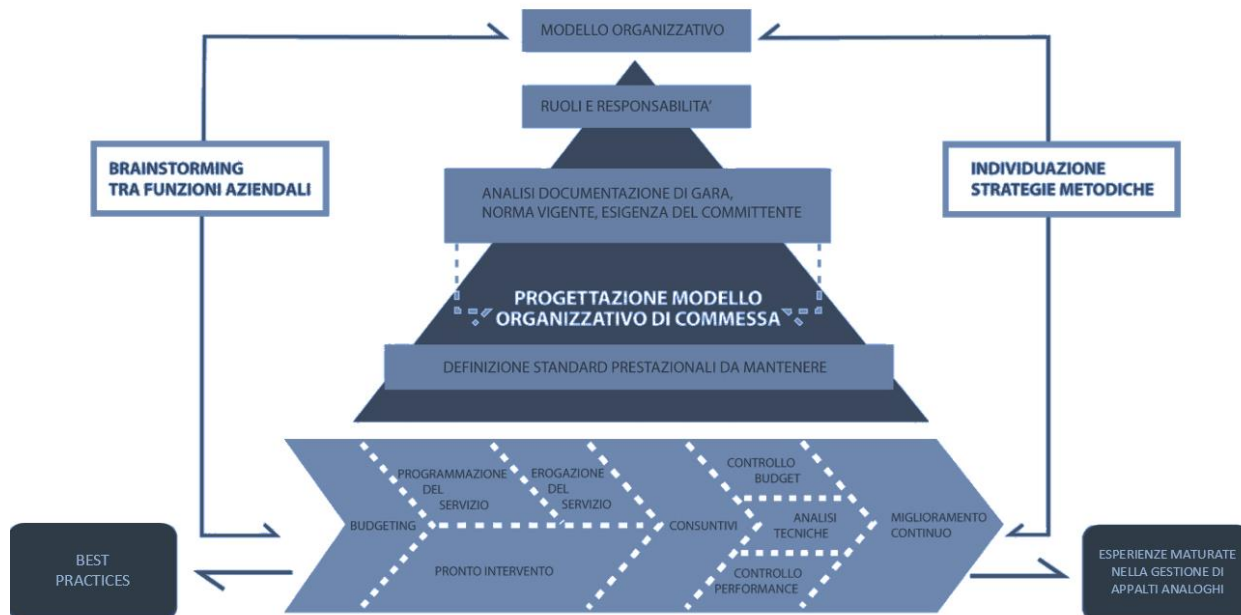 MODELLO ORGANIZZATIVO
RUOLI E RESPONSABILITA'
BRAINSTORMING
TRA FUNZIONI AZIENDALI
ANALISI DOCUMENTAZIONE DI GARA,
NORMA VIGENTE, ESIGENZA DEL COMMITTENTE
INDIVIDUAZIONE
STRATEGIE METODICHE
PROGETTAZIONE MODELLO
ORGANIZZATIVO DI COMMESSA
DEFINIZIONE STANDARD PRESTAZIONALI DA MANTENERE
BUDGETING
PROGRAMMAZIONE
DEL
SERVIZIO
EROGAZIONE
DEL
SERVIZIO
PRONTO INTERVENTO
CONSUNTIVI
CONTROLLO
BUDGET
ANALISI
TECNICHE
CONTROLLO
PERFORMANCE
MIGLIORAMENTO
CONTINUO
BEST
PRACTICES
ESPERIENZE MATURATE
NELLA GESTIONE DI
APPALTI ANALOGHI